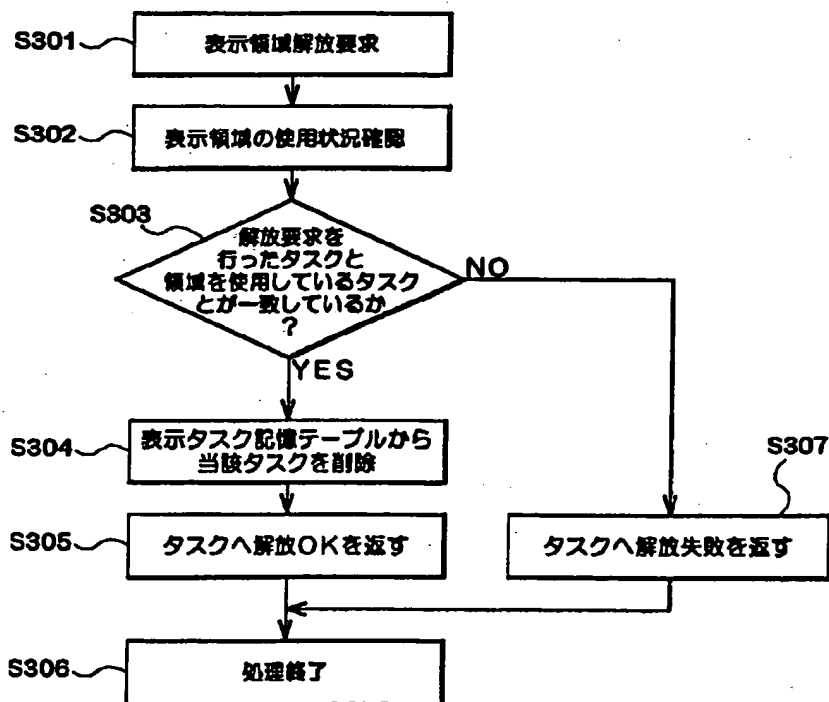 S301
表示領域解放要求
S302
表示領域の使用状況確認
S303
解放要求を
行ったタスクと
領域を使用しているタスク
とが一致しているか
?
NO
YES
S304
表示タスク記憶テーブルから
当該タスクを削除
S307
S305
タスクへ解放OKを返す
タスクへ解放失敗を返す
S306
処理終了